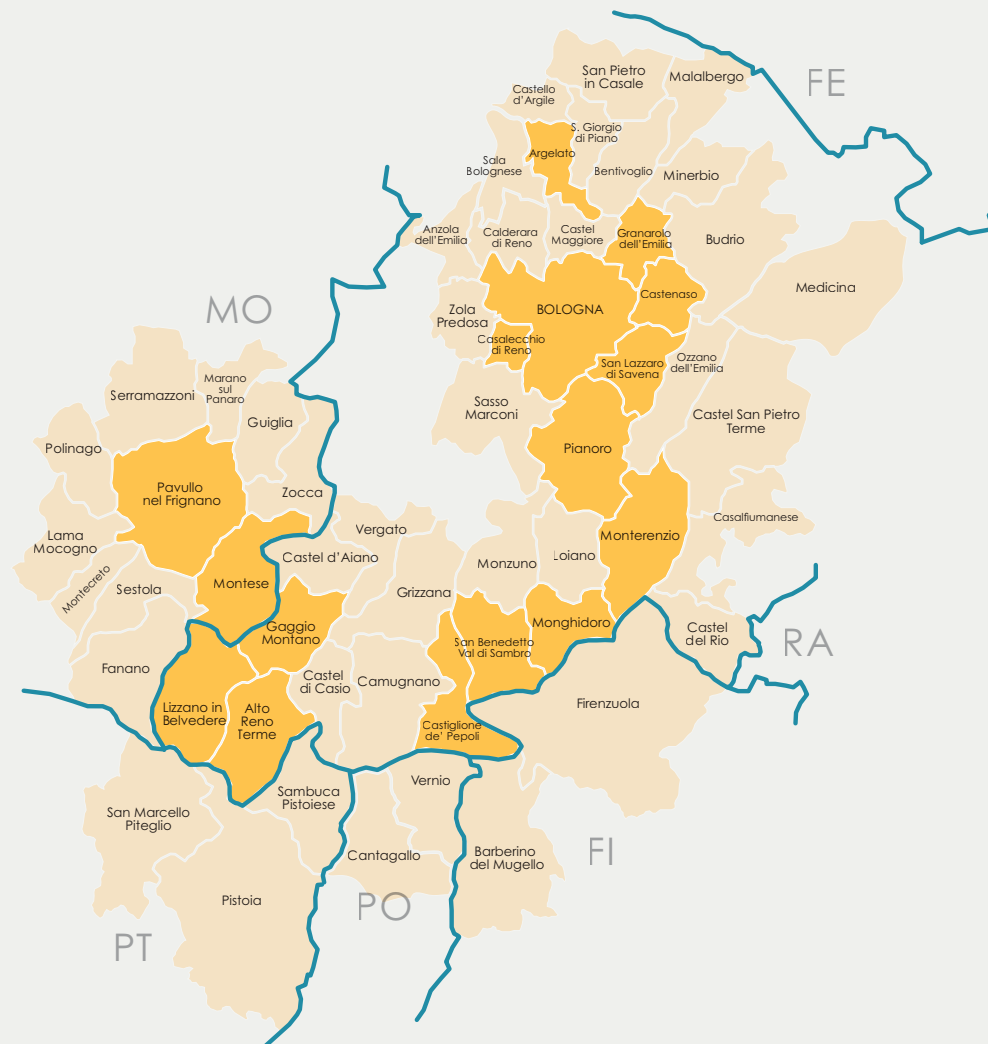 FE
San Pietro
in Casale
Malalbergo
Castello
d'Argile
S. Giorgio
di Piano
Argelato
Sala
Bolognese
Bentivoglio
Minerbio
Anzola
dell'Emilia
Calderara
di Reno
Castel
Maggiore
Granarolo
dell'Emilia
Budrio
Medicina
Castenaso
BOLOGNA
Zola
Predosa
MO
Casalecchio
di Reno
San Lazzaro
di Savena
Ozzano
dell'Emilia
Serramazzoni
Marano
sul
Panaro
Guiglia
Sasso
Marconi
Castel San Pietro
Terme
Polinago
Pianoro
Pavullo
nel Frignano
Zocca
Casalfiumanese
Lama
Mocogno
Vergato
Monterenzio
Castel d'Aiano
Loiano
Monzuno
Montecreto
Sestola
Montese
Grizzana
Gaggio
Montano
Monghidoro
Castel
del Rio
RA
San Benedetto
Val di Sambro
Fanano
Castel
di Casio
Camugnano
Firenzuola
Lizzano in
Belvedere
Alto
Reno
Terme
Castiglione
de' Pepoli
Vernio
Sambuca
Pistoiese
San Marcello
Piteglio
Cantagallo
Barberino
del Mugello
FI
Pistoia
PO
PT